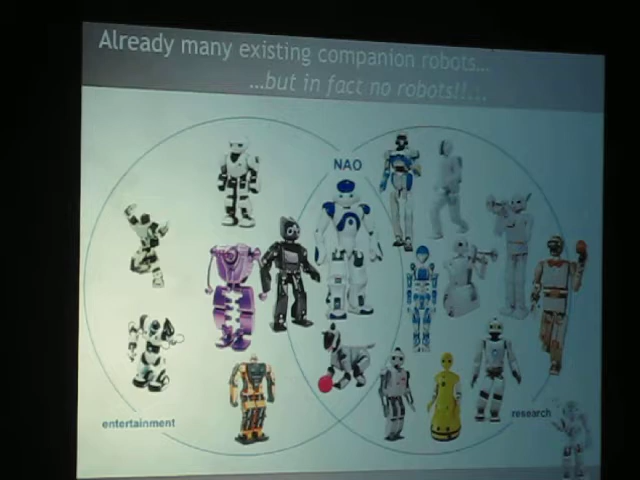 Already many existing companion robots...
...but in fact no robots!!...
NAO
entertainment
research